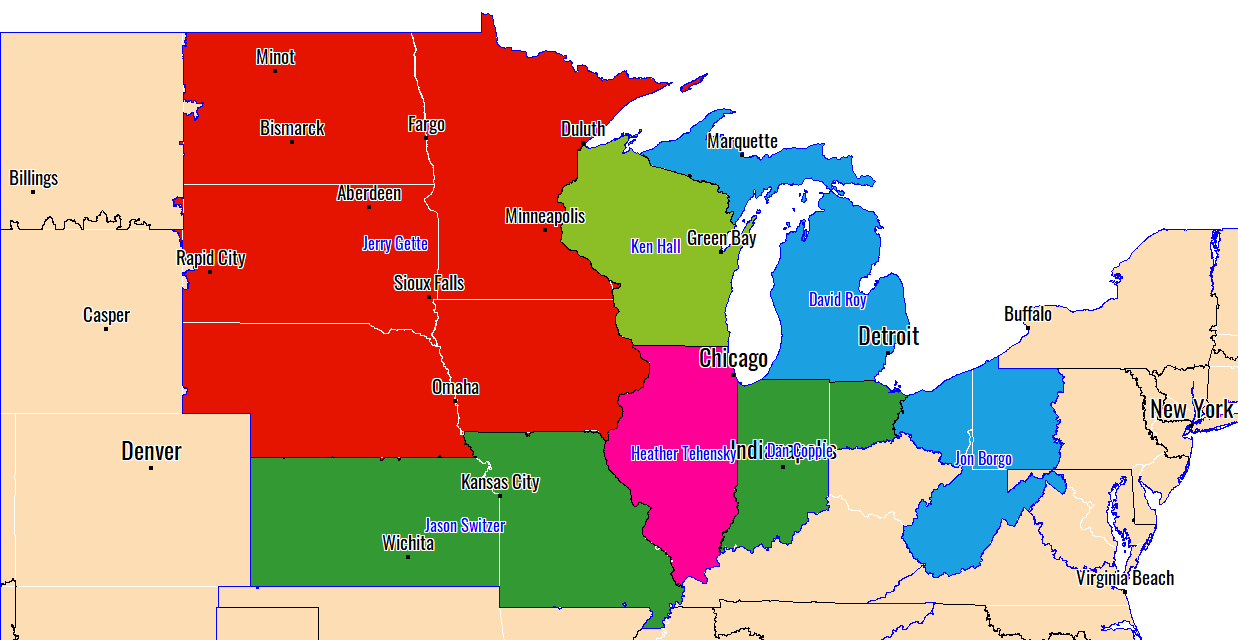 Minot
Bismarck
Fargo
Duluth
Marquette
Billings
Aberdeen
Minneapolis
Jerry Gette
Ken Hall
Green Bay
Rapid City
Sioux Falls
David Roy
Casper
Buffalo
Detroit
Chicago
Omaha
New York
Denver
Heather Tehensky
Dan Copple
Jon Borgo
Kansas City
Jason Switzer
Wichita
Virginia Beach